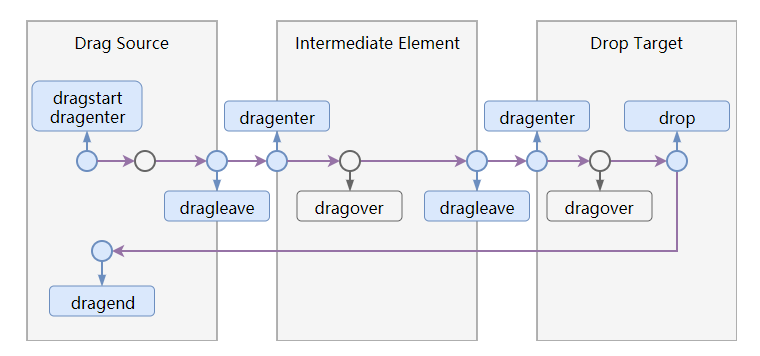 Drag Source
Intermediate Element
Drop Target
dragstart
dragenter
dragenter
dragenter
drop
dragleave
dragover
dragleave
dragover
dragend